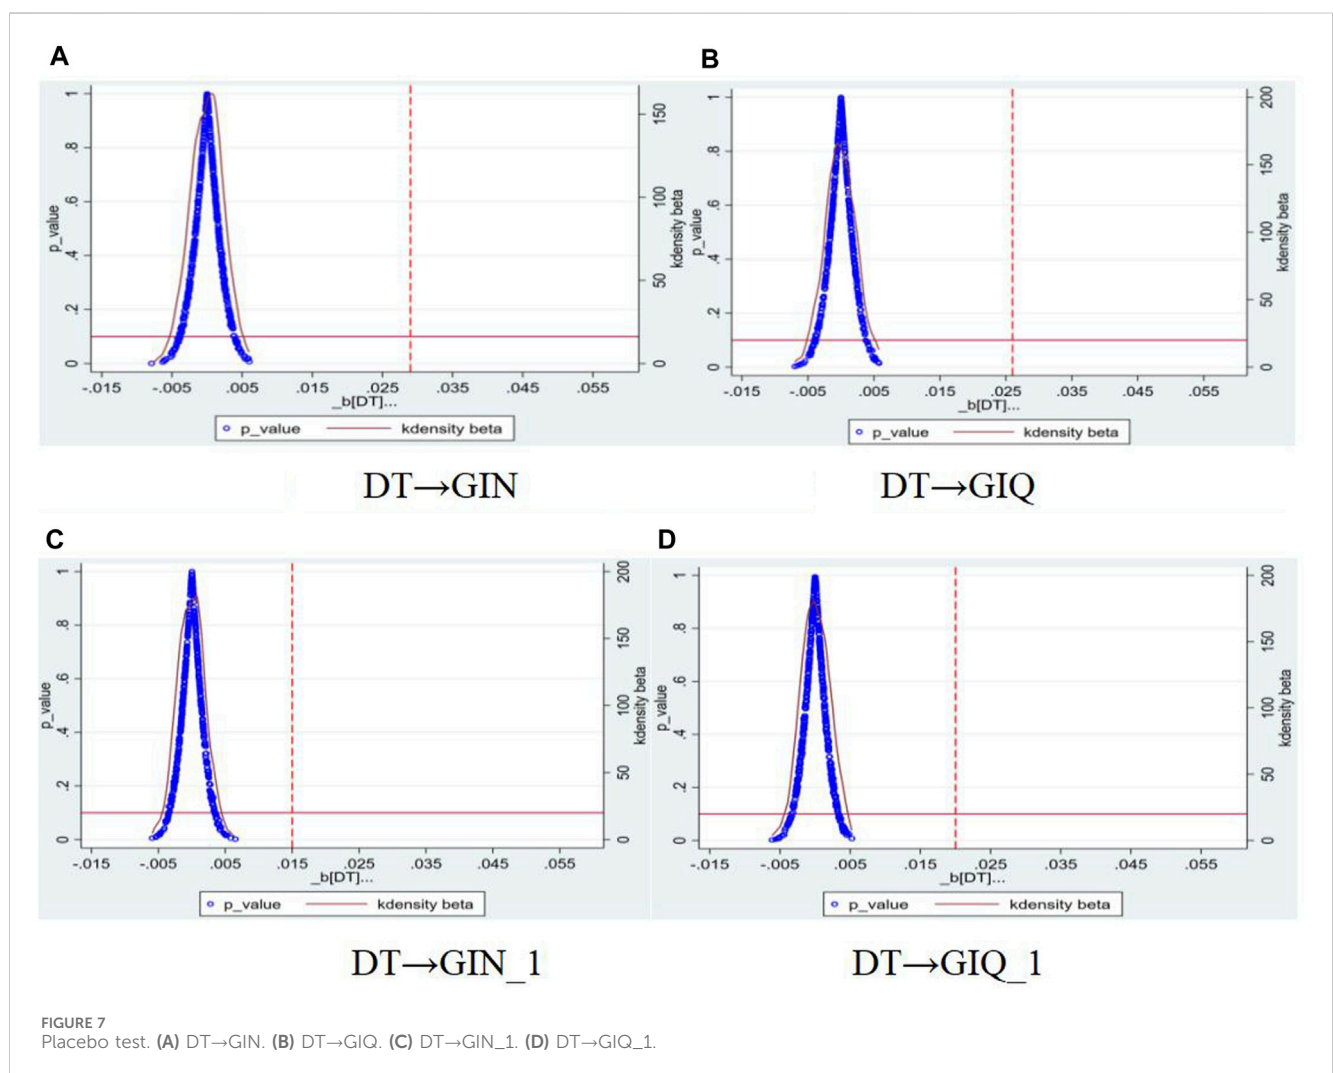 A
B
p_value
1
.8
.6
.4
.2
0
150
100
50
0
kdensity beta
-.015 -.005 .005 .015 .025 .035 .045 .055
_b[DT]...
p_value kdensity beta
p_value
1
.8
.6
.4
.2
0
200
150
100
50
0
kdensity beta
-.015 -.005 .005 .015 .025 .035 .045 .055
_b[DT]...
p_value kdensity beta
DT→GIN
DT→GIQ
C
D
p_value
1
.8
.6
.4
.2
0
200
150
100
50
0
kdensity beta
-.015 -.005 .005 .015 .025 .035 .045 .055
_b[DT]...
p_value kdensity beta
p_value
1
.8
.6
.4
.2
0
200
150
100
50
0
kdensity beta
-.015 -.005 .005 .015 .025 .035 .045 .055
_b[DT]...
p_value kdensity beta
DT→GIN_1
DT→GIQ_1
FIGURE 7
Placebo test. (A) DT→GIN. (B) DT→GIQ. (C) DT→GIN_1. (D) DT→GIQ_1.